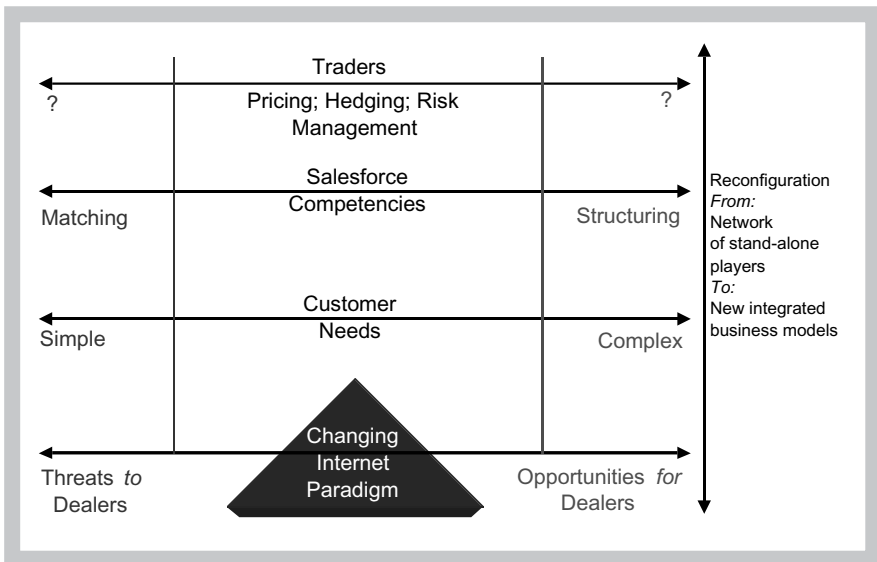 Traders
?
Pricing; Hedging; Risk
Management
?
Salesforce
Competencies
Matching
Structuring
Customer
Needs
Simple
Complex
Changing
Internet
Paradigm
Threats to
Dealers
Opportunities for
Dealers
Reconfiguration
From:
Network
of stand-alone
players
To:
New integrated
business models